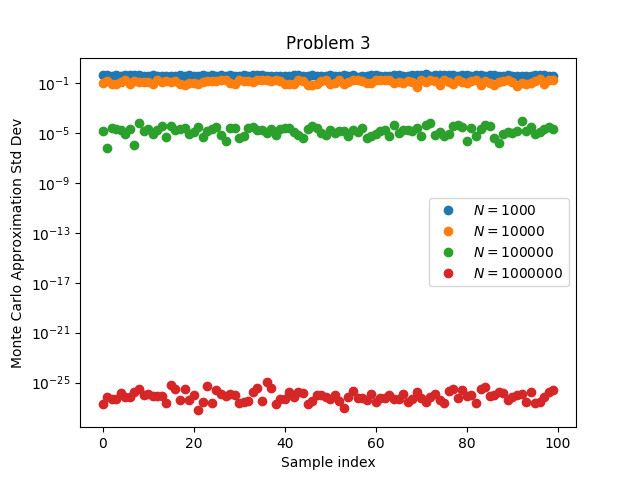 Problem 3
Monte Carlo Approximation Std Dev
10⁻¹
10⁻⁵
10⁻⁹
10⁻¹³
10⁻¹⁷
10⁻²¹
10⁻²⁵
N = 1000
N = 10000
N = 100000
N = 1000000
0 20 40 60 80 100
Sample index